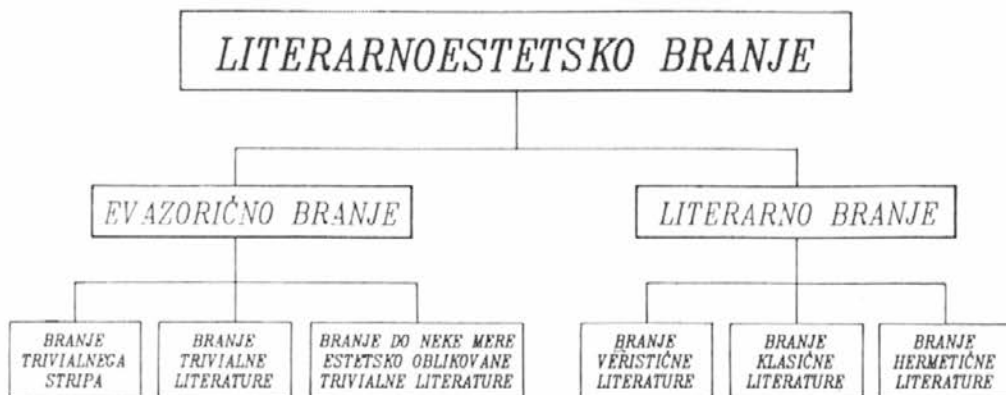 LITERARNOESTETSKO BRANJE
EVAZORIČNO BRANJE
LITERARNO BRANJE
BRANJE
TRIVIALNEGA
STRIPA
BRANJE
TRIVIALNE
LITERATURE
BRANJE DO NEKE MERE
ESTETSKO OBLIKOVANE
TRIVIALNE LITERATURE
BRANJE
VERISTIČNE
LITERATURE
BRANJE
KLASIČNE
LITERATURE
BRANJE
HERMETIČNE
LITERATURE